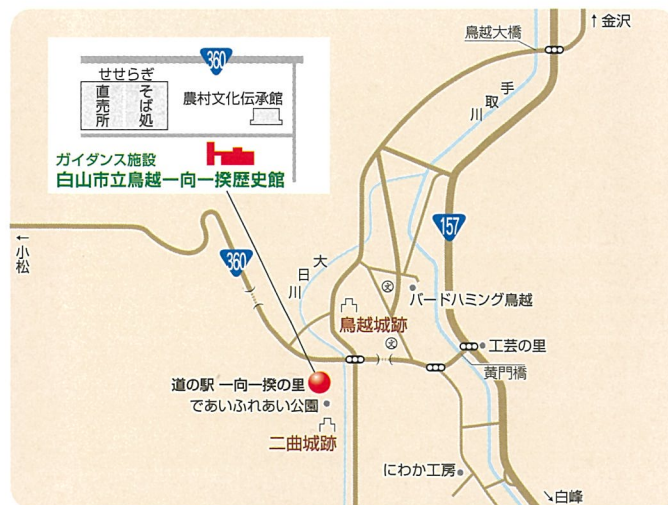 360
せせらぎ
直売所
そば処
農村文化伝承館
ガイダンス施設
白山市立鳥越一向一揆歴史館
鳥越大橋
↑金沢
手取川
157
←小松
360
大日川
文
バードハミング鳥越
鳥越城跡
文
工芸の里
黄門橋
道の駅 一向一揆の里
であいふれあい公園
二曲城跡
にわか工房
↘白峰